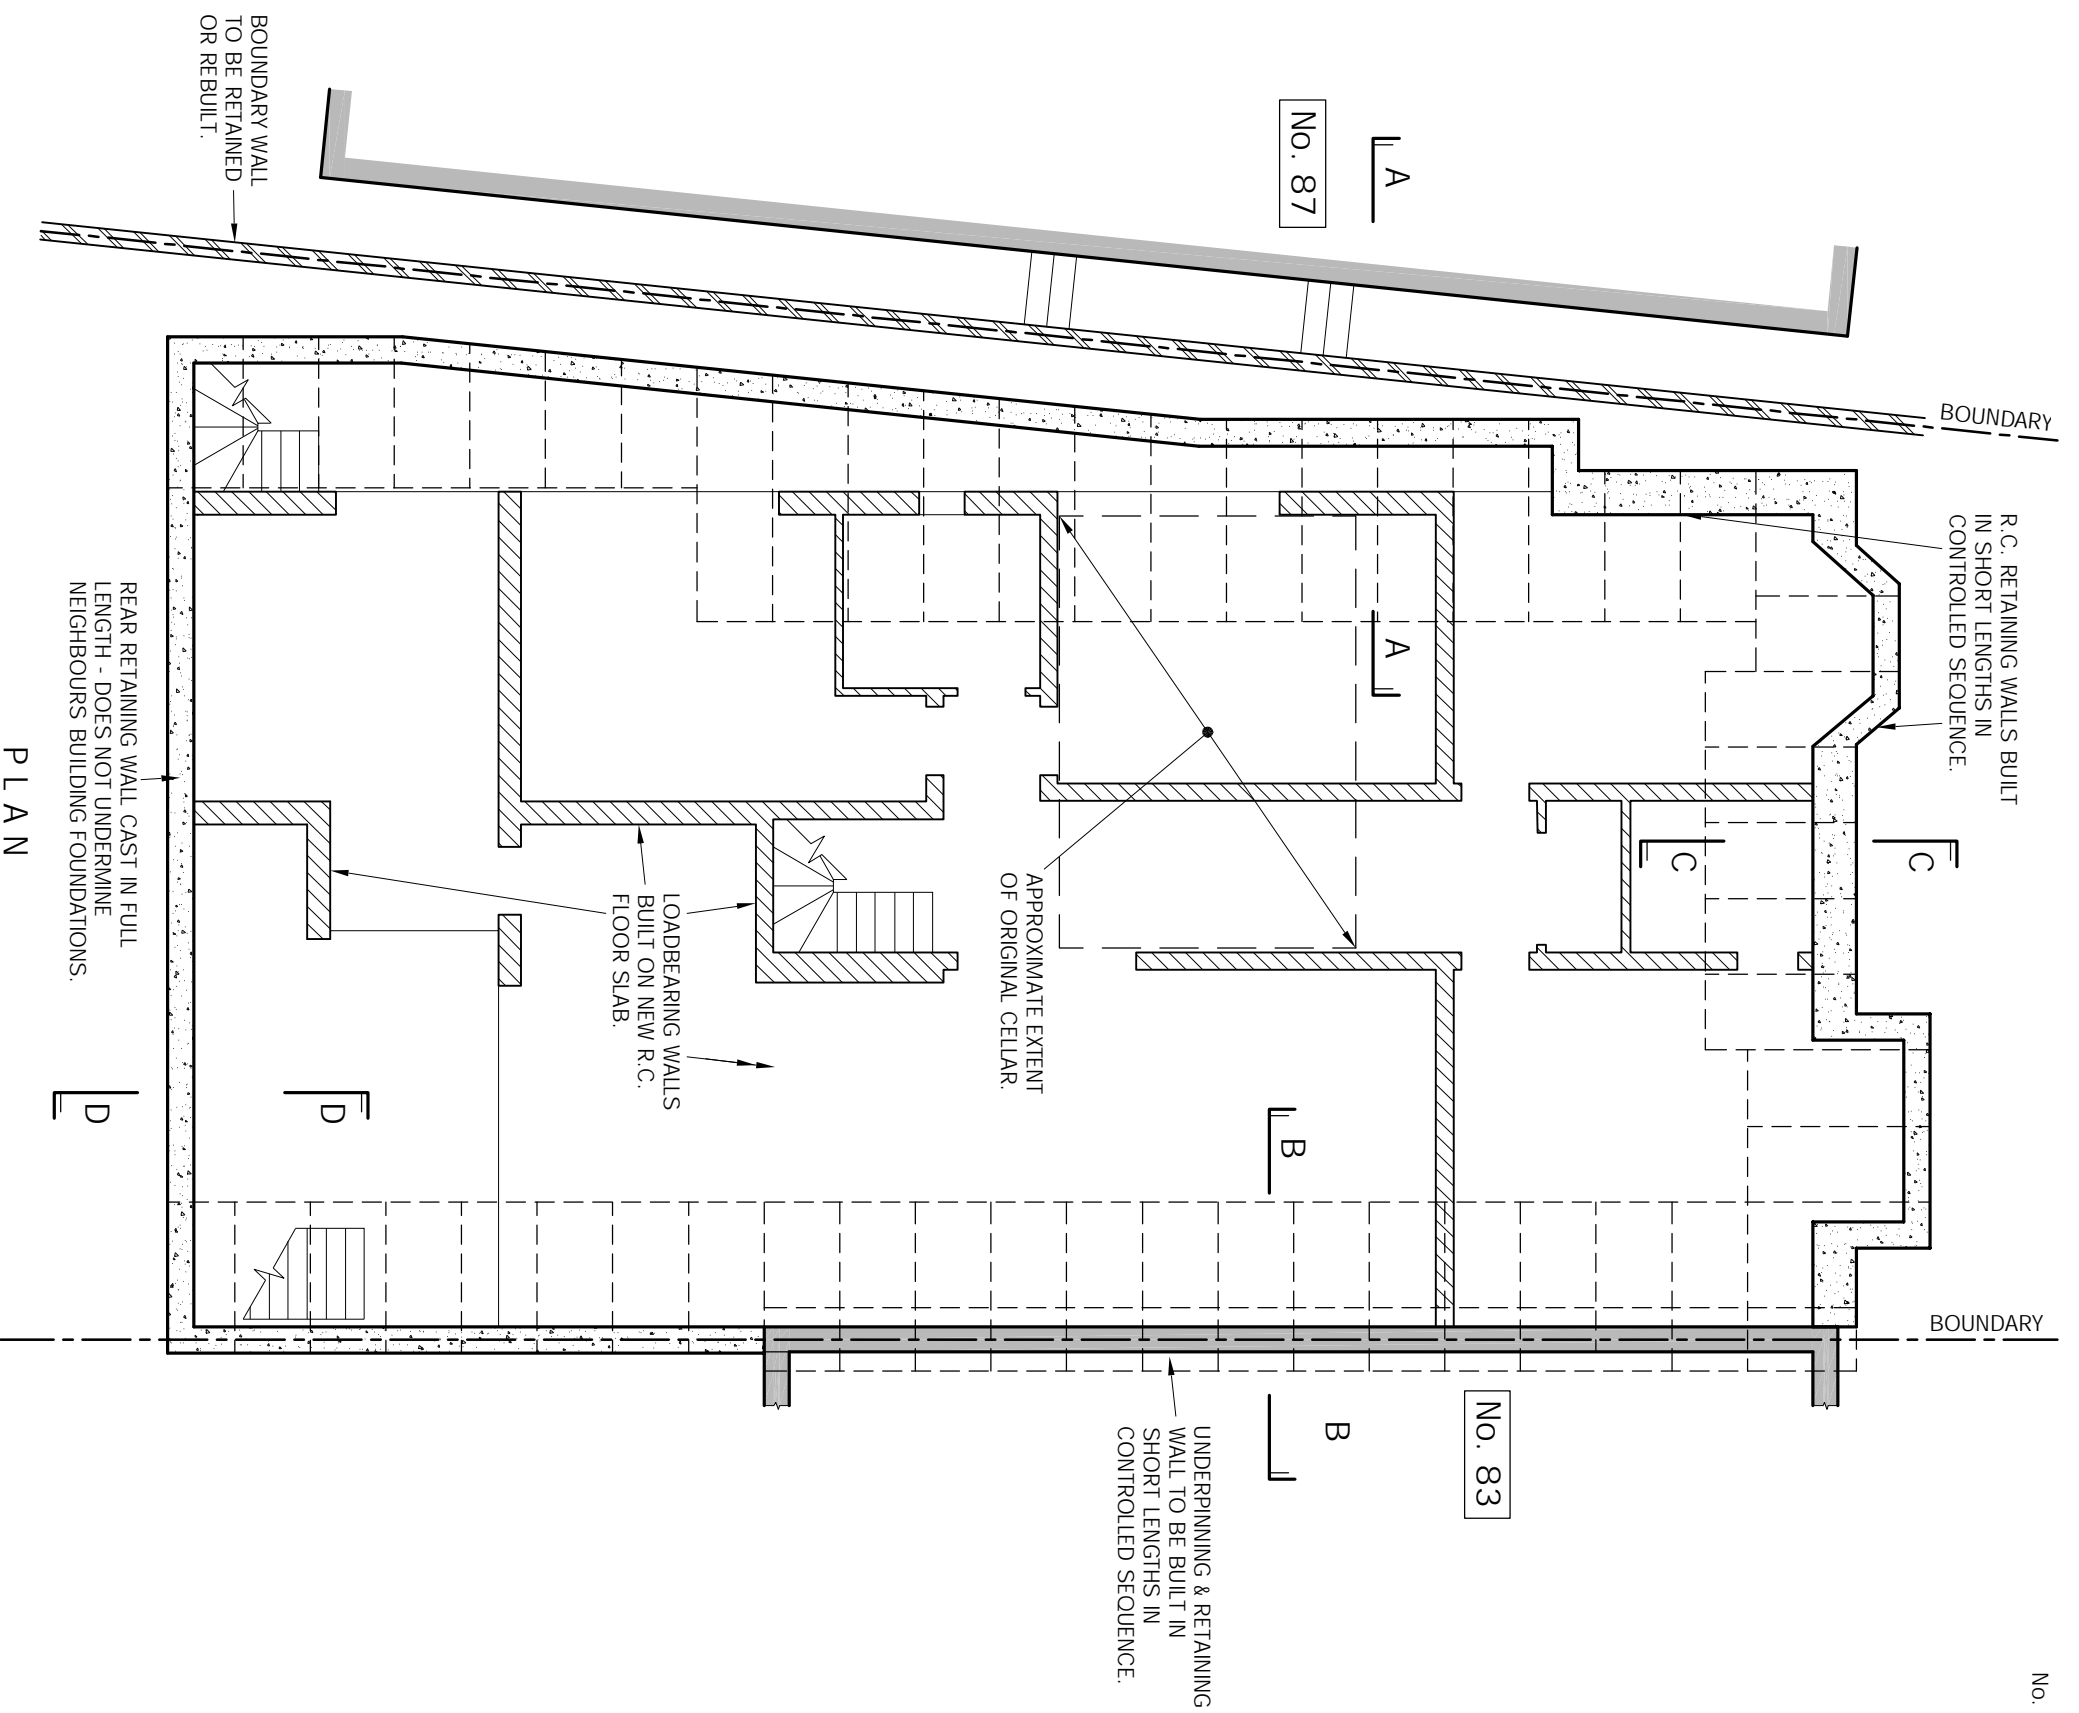 No.
BOUNDARY
BOUNDARY
R.C. RETAINING WALLS BUILT
IN SHORT LENGTHS IN
CONTROLLED SEQUENCE.
C
C
No. 83
No. 87
A
A
B
B
UNDERPINNING & RETAINING
WALL TO BE BUILT IN
SHORT LENGTHS IN
CONTROLLED SEQUENCE.
APPROXIMATE EXTENT
OF ORIGINAL CELLAR.
LOADBEARING WALLS
BUILT ON NEW R.C.
FLOOR SLAB.
D
D
BOUNDARY WALL
TO BE RETAINED
OR REBUILT.
REAR RETAINING WALL CAST IN FULL
LENGTH - DOES NOT UNDERMINE
NEIGHBOURS BUILDING FOUNDATIONS.
PLAN